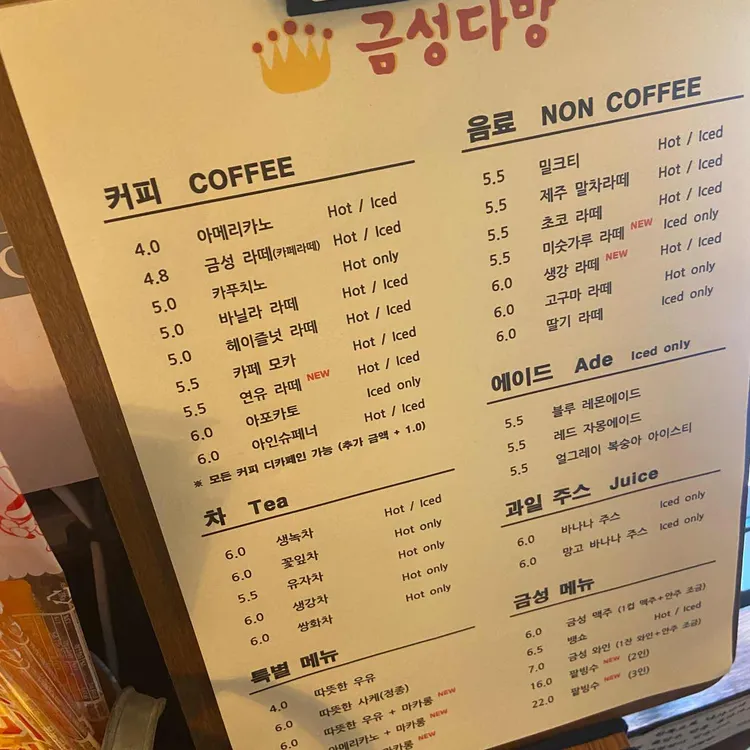 금성다방
커피 COFFEE
4.0 아메리카노 Hot / Iced
4.8 금성 라떼(카페라떼) Hot / Iced
5.0 카푸치노 Hot only
5.0 바닐라 라떼 Hot / Iced
5.0 헤이즐넛 라떼 Hot / Iced
5.5 카페 모카 Hot / Iced
5.5 연유 라떼 NEW Hot / Iced
6.0 아포카토 Iced only
6.0 아인슈페너 Hot / Iced
※ 모든 커피 디카페인 가능 (추가 금액 + 1.0)
차 Tea
6.0 생녹차 Hot / Iced
6.0 꽃잎차 Hot only
5.5 유자차 Hot only
6.0 생강차 Hot only
6.0 쌍화차 Hot only
특별 메뉴
4.0 따뜻한 우유
6.0 따뜻한 사케(정종)
6.0 따뜻한 우유 + 마카롱 NEW
6.0 아메리카노 + 마카롱 NEW
마카롱 NEW
음료 NON COFFEE
5.5 밀크티 Hot / Iced
5.5 제주 말차라떼 Hot / Iced
5.5 초코 라떼 Hot / Iced
5.5 미숫가루 라떼 NEW Iced only
6.0 생강 라떼 NEW Hot / Iced
6.0 고구마 라떼 Hot only
6.0 딸기 라떼 Iced only
에이드 Ade Iced only
5.5 블루 레몬에이드
5.5 레드 자몽에이드
5.5 얼그레이 복숭아 아이스티
과일 주스 Juice
6.0 바나나 주스 Iced only
6.0 망고 바나나 주스 Iced only
금성 메뉴
6.0 금성 맥주 (1컵 맥주+안주 조금)
6.5 뱅쇼 Hot / Iced
7.0 금성 와인 (1잔 와인+안주 조금)
16.0 팥빙수 NEW (2인)
22.0 팥빙수 NEW (3인)